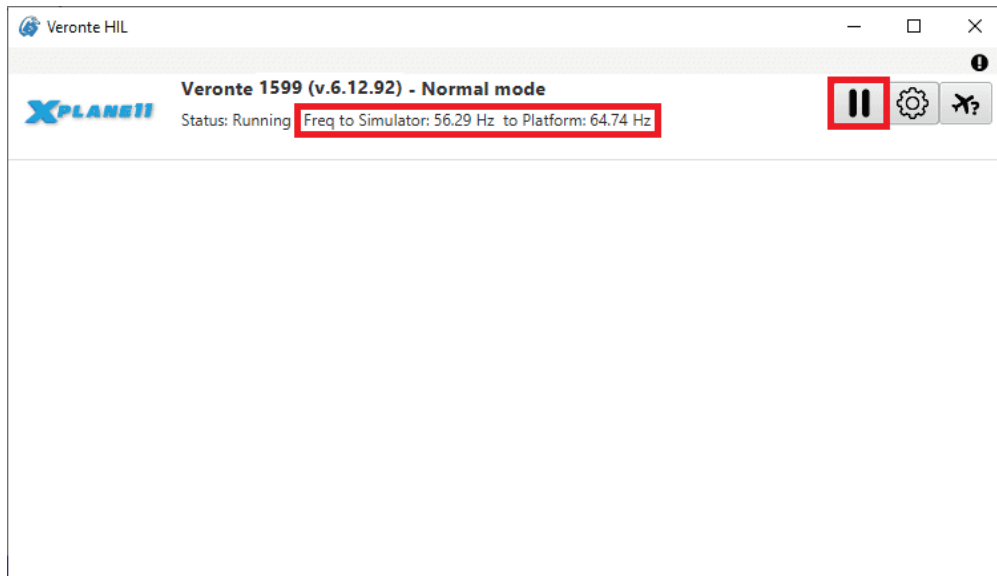 Veronte HIL
Veronte 1599 (v.6.12.92) - Normal mode
XPLANE11
Status: Running Freq to Simulator: 56.29 Hz to Platform: 64.74 Hz
?